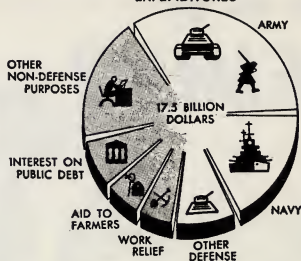 EXPENDITURES
ARMY
OTHER
NON-DEFENSE
PURPOSES
17.5 BILLION
DOLLARS
INTEREST ON
PUBLIC DEBT
AID TO
FARMERS
WORK
RELIEF
OTHER
DEFENSE
NAVY